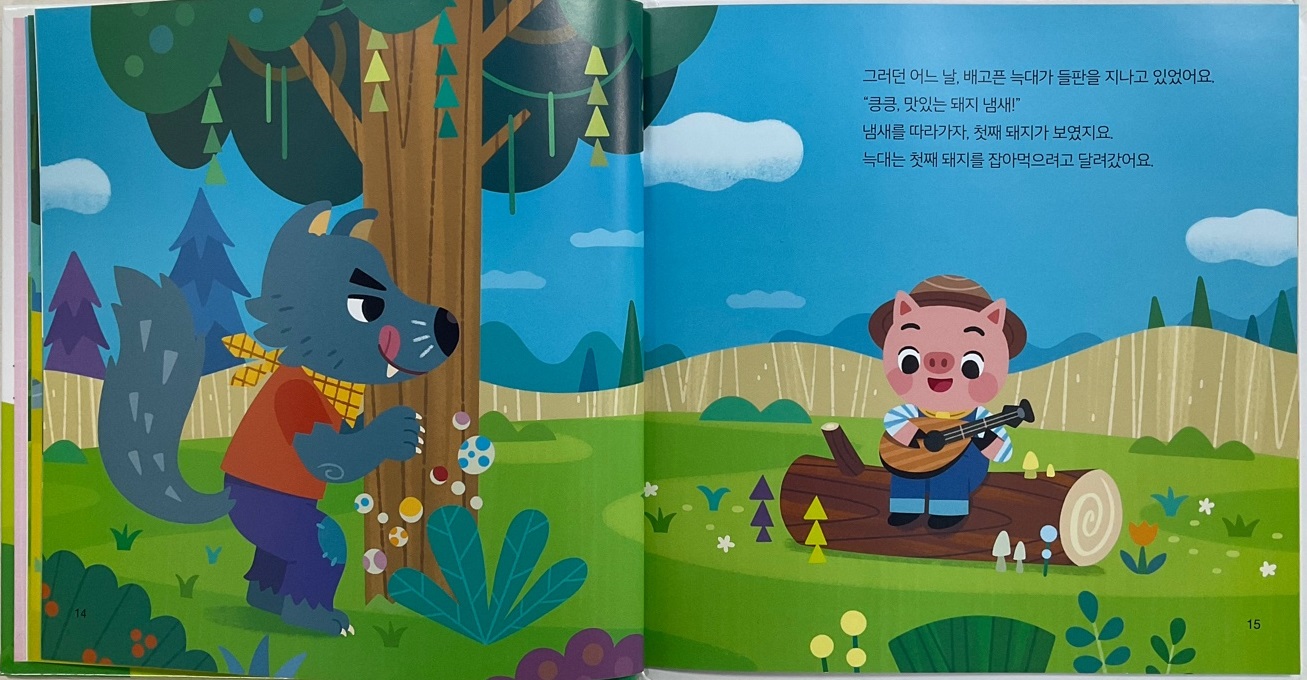 그러던 어느 날, 배고픈 늑대가 들판을 지나고 있었어요.
“킁킁, 맛있는 돼지 냄새!”
냄새를 따라가자, 첫째 돼지가 보였지요.
늑대는 첫째 돼지를 잡아먹으려고 달려갔어요.
14
15